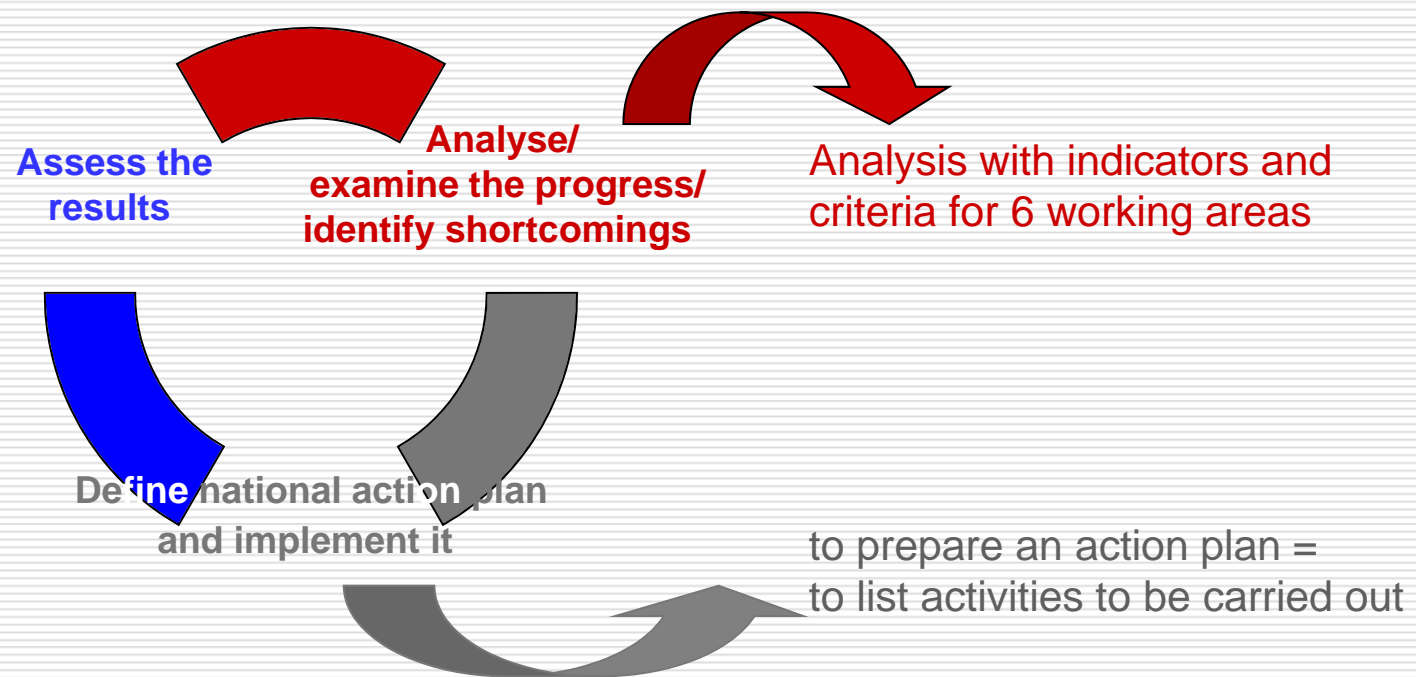 Assess the
results
Analyse/
examine the progress/
identify shortcomings
Analysis with indicators and
criteria for 6 working areas
Define national action plan
and implement it
to prepare an action plan =
to list activities to be carried out